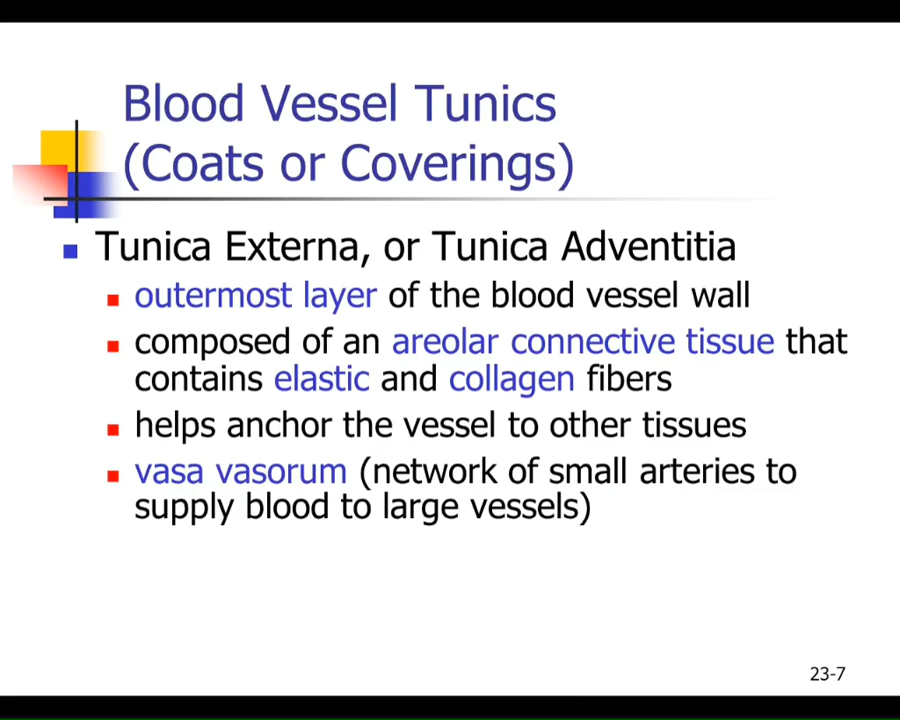 Blood Vessel Tunics
(Coats or Coverings)
Tunica Externa, or Tunica Adventitia
outermost layer of the blood vessel wall
composed of an areolar connective tissue that
contains elastic and collagen fibers
helps anchor the vessel to other tissues
vasa vasorum (network of small arteries to
supply blood to large vessels)
23-7